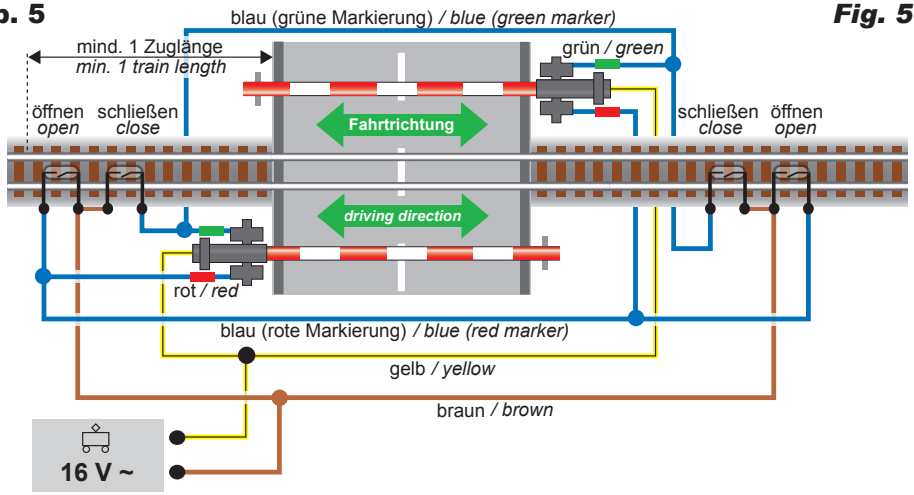 b. 5
blau (grüne Markierung) / blue (green marker)
Fig. 5
mind. 1 Zuglänge
min. 1 train length
grün / green
öffnen
open
schließen
close
Fahrtrichtung
schließen
close
öffnen
open
driving direction
rot / red
blau (rote Markierung) / blue (red marker)
gelb / yellow
braun / brown
16 V ~